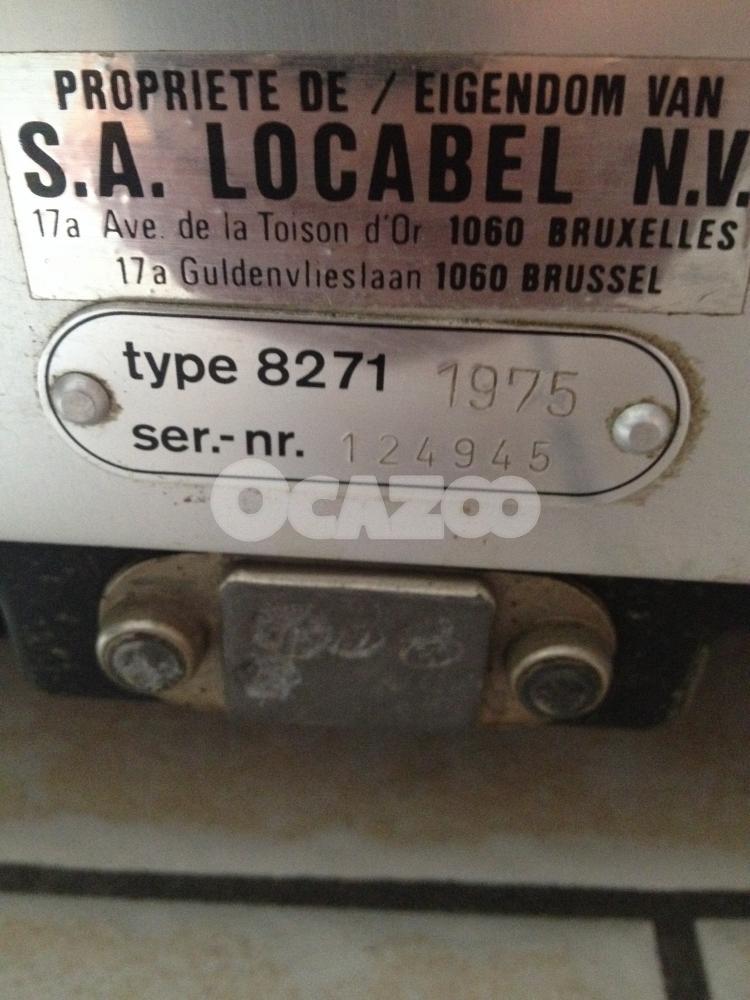 PROPRIETE DE / EIGENDOM VAN
S.A. LOCABEL N.V.
17a Ave. de la Toison d'Or 1060 BRUXELLES
17a Guldenvlieslaan 1060 BRUSSEL
type 8271 1975
ser.-nr. 124945
OCAZOO